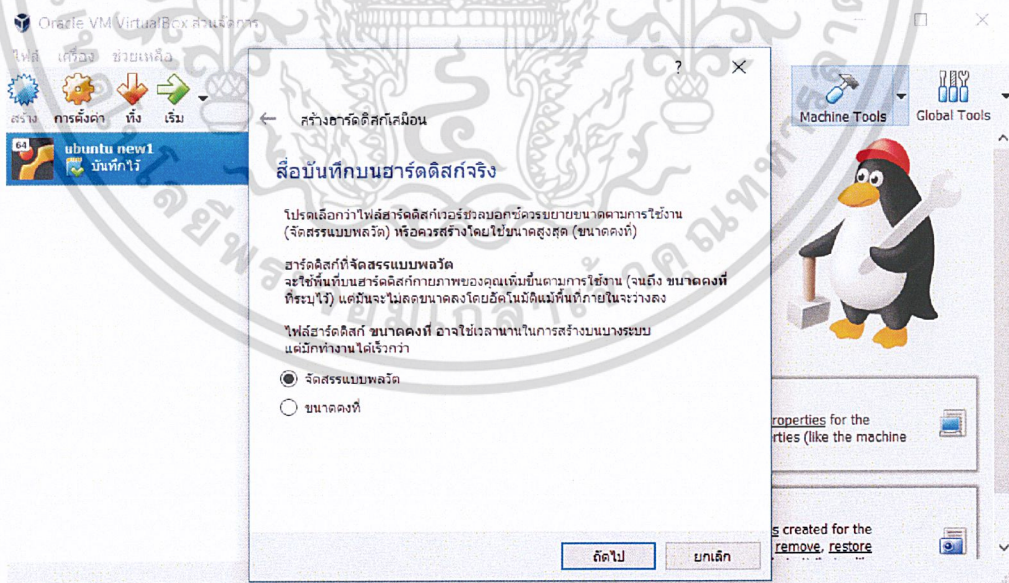 Oracle VM VirtualBox ส่วนจัดการ
ไฟล์ เครื่อง ช่วยเหลือ
สร้าง การตั้งค่า ทิ้ง เริ่ม
Machine Tools Global Tools
64 ubuntu new1
บันทึกไว้
? 
สร้างฮาร์ดดิสก์เสมือน
สื่อบันทึกบนฮาร์ดดิสก์จริง
โปรดเลือกว่าไฟล์ฮาร์ดดิสก์เวอร์ชวลบอกซ์ควรขยายขนาดตามการใช้งาน
(จัดสรรแบบพลวัต) หรือควรสร้างโดยใช้ขนาดสูงสุด (ขนาดคงที่)
ฮาร์ดดิสก์ที่จัดสรรแบบพลวัต
จะใช้พื้นที่บนฮาร์ดดิสก์กายภาพของคุณเพิ่มขึ้นตามการใช้งาน (จนถึง ขนาดคงที่
ที่ระบุไว้) แต่มันจะไม่ลดขนาดลงโดยอัตโนมัติแม้พื้นที่ภายในจะว่างลง
ไฟล์ฮาร์ดดิสก์ ขนาดคงที่ อาจใช้เวลานานในการสร้างบนบางระบบ
แต่มักทำงานได้เร็วกว่า
จัดสรรแบบพลวัต
ขนาดคงที่
roperties for the
rties (like the machine
s created for the
remove, restore
ถัดไป ยกเลิก